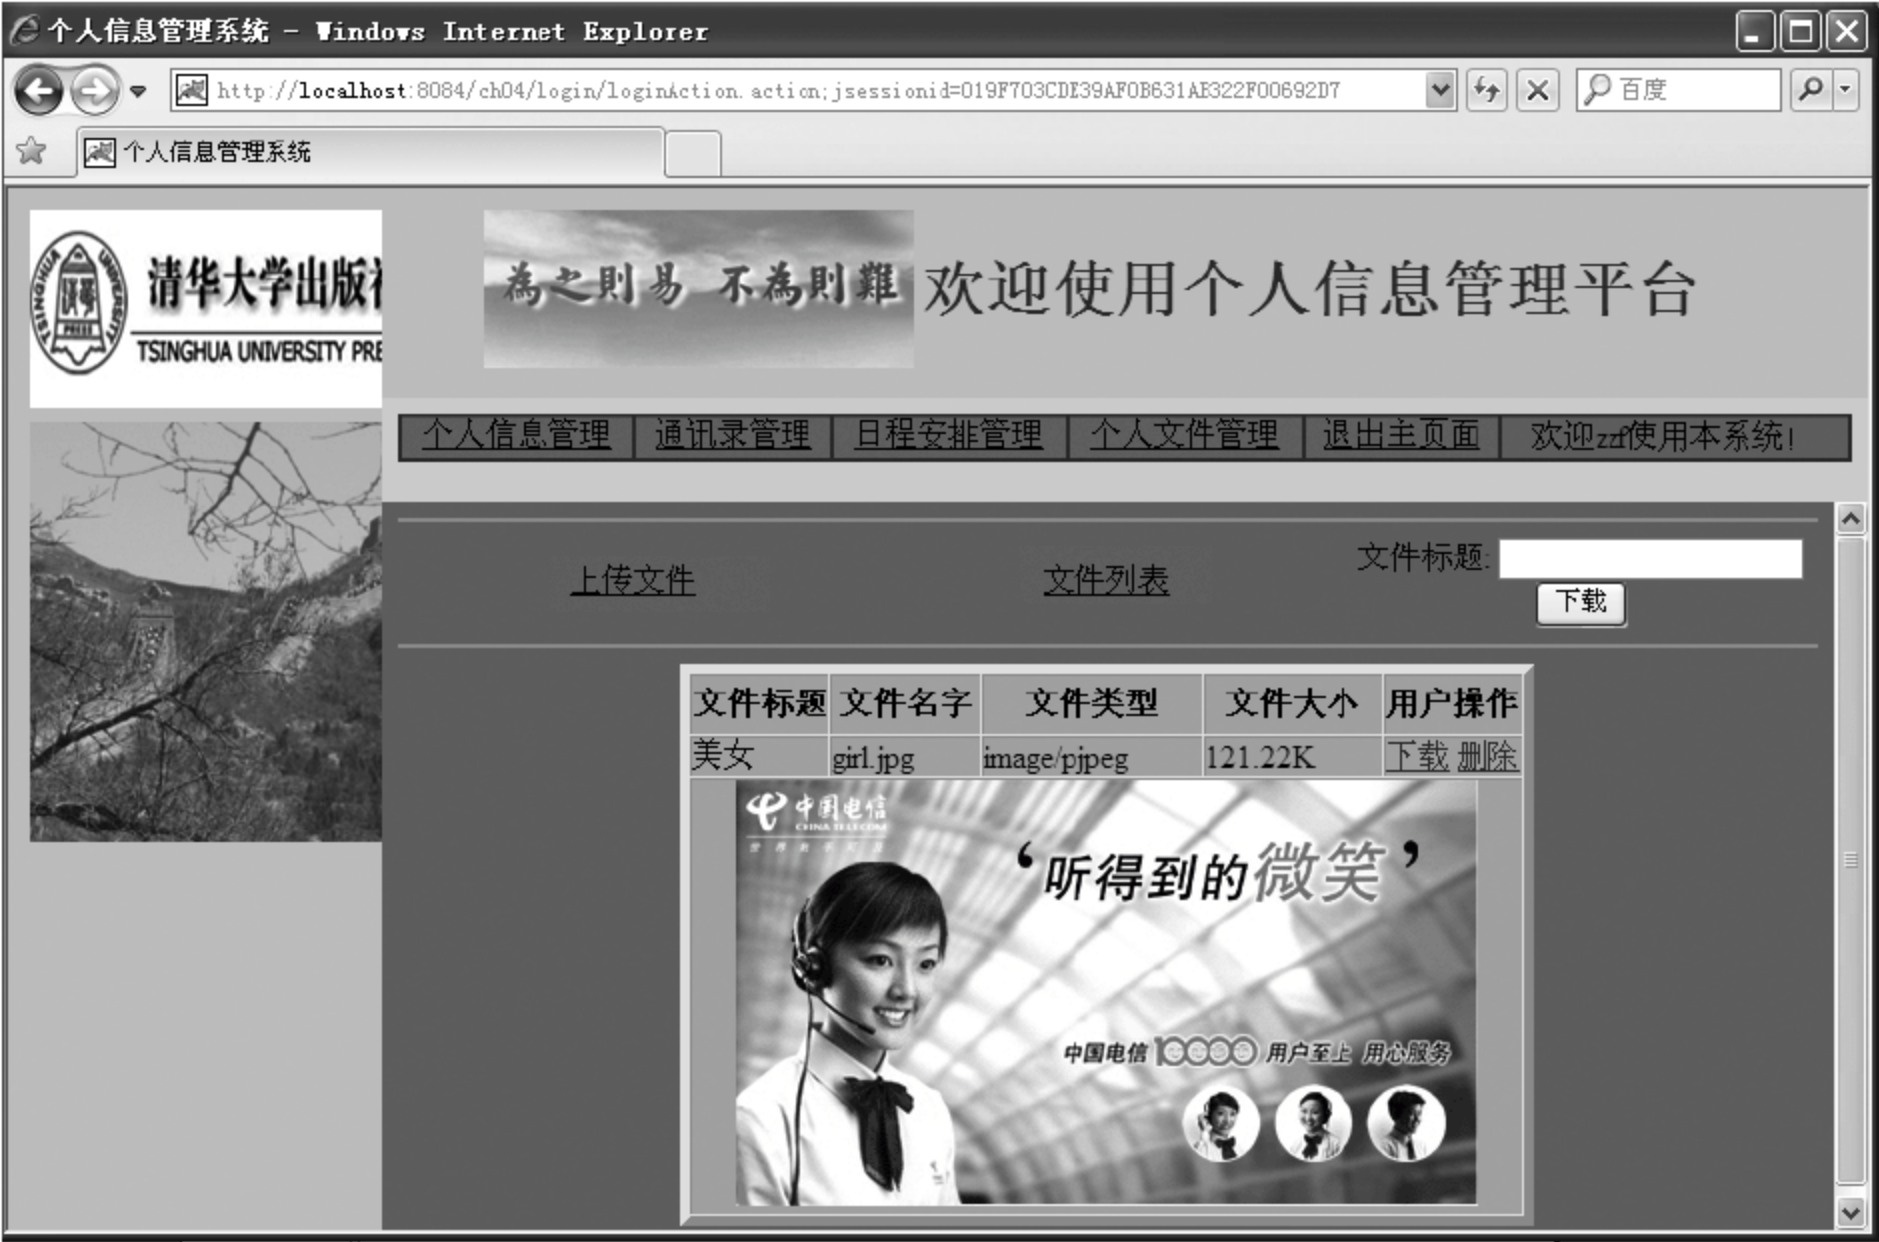 个人信息管理系统 - Windows Internet Explorer
http://localhost:8084/ch04/login/loginAction.action;jsessionid=019F703CDE39AF0B631AE322F00692D7
百度
个人信息管理系统
清华大学出版社
TSINGHUA UNIVERSITY PRE
為之則易 不為則難
欢迎使用个人信息管理平台
个人信息管理 通讯录管理 日程安排管理 个人文件管理 退出主页面 欢迎zzf使用本系统!
上传文件 文件列表 文件标题:
下载
文件标题 文件名字 文件类型 文件大小 用户操作
美女 girl.jpg image/pjpeg 121.22K 下载 删除
中国电信
CHINA TELECOM
‘听得到的微笑’
中国电信10000 用户至上 用心服务